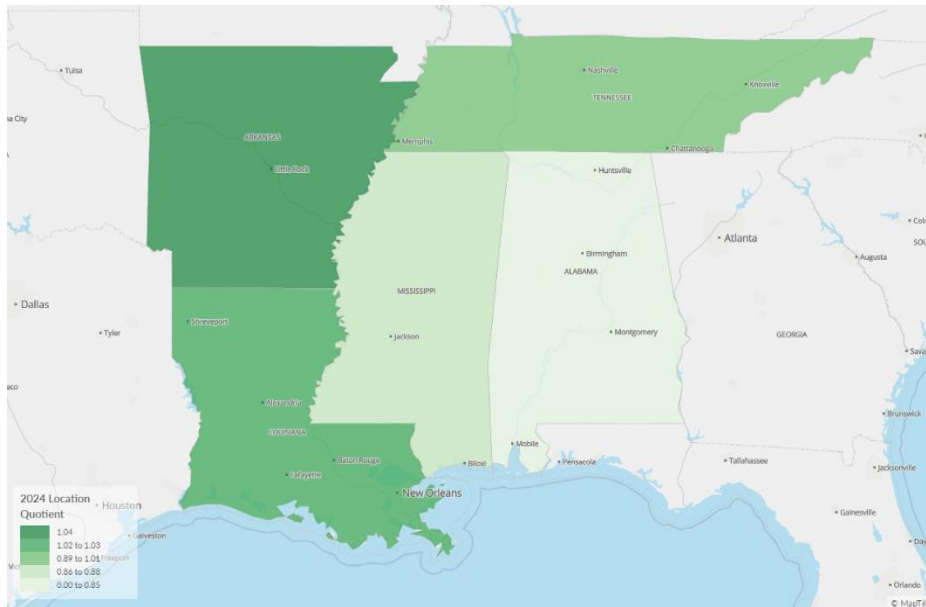 Tulsa
Nashville
Knoxville
TENNESSEE
ma City
ARKANSAS
Memphis
Chattanooga
Little Rock
Huntsville
Atlanta
Birmingham
Augusta
ALABAMA
MISSISSIPPI
Dallas
Shreveport
Tyler
Jackson
Montgomery
GEORGIA
Alexandria
Brunswick
LOUISIANA
Mobile
Baton Rouge
Biloxi
Pensacola
Tallahassee
Jacksonville
Lafayette
New Orleans
2024 Location
Quotient
Houston
Gainesville
1.04
Galveston
1.02 to 1.03
0.89 to 1.01
Freeport
0.86 to 0.88
0.00 to 0.85
Orlando